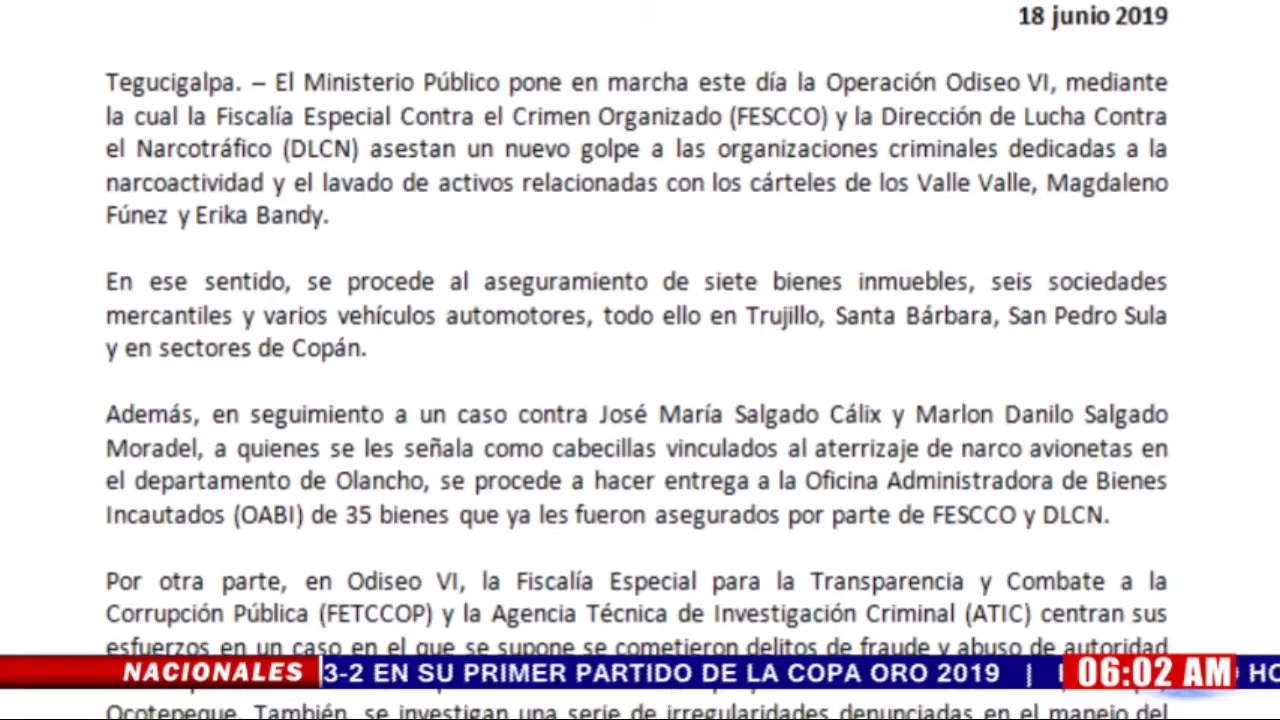 18 junio 2019
Tegucigalpa. – El Ministerio Público pone en marcha este día la Operación Odiseo VI, mediante
la cual la Fiscalía Especial Contra el Crimen Organizado (FESCCO) y la Dirección de Lucha Contra
el Narcotráfico (DLCN) asestan un nuevo golpe a las organizaciones criminales dedicadas a la
narcoactividad y el lavado de activos relacionadas con los cárteles de los Valle Valle, Magdaleno
Fúnez y Erika Bandy.
En ese sentido, se procede al aseguramiento de siete bienes inmuebles, seis sociedades
mercantiles y varios vehículos automotores, todo ello en Trujillo, Santa Bárbara, San Pedro Sula
y en sectores de Copán.
Además, en seguimiento a un caso contra José María Salgado Cálix y Marlon Danilo Salgado
Moradel, a quienes se les señala como cabecillas vinculados al aterrizaje de narco avionetas en
el departamento de Olancho, se procede a hacer entrega a la Oficina Administradora de Bienes
Incautados (OABI) de 35 bienes que ya les fueron asegurados por parte de FESCCO y DLCN.
Por otra parte, en Odiseo VI, la Fiscalía Especial para la Transparencia y Combate a la
Corrupción Pública (FETCCOP) y la Agencia Técnica de Investigación Criminal (ATIC) centran sus
esfuerzos en un caso en el que se supone se cometieron delitos de fraude y abuso de autoridad
NACIONALES 3-2 EN SU PRIMER PARTIDO DE LA COPA ORO 2019 | 06:02 AM HO
Ocotepeque. También, se investigan una serie de irregularidades denunciadas en el manejo del